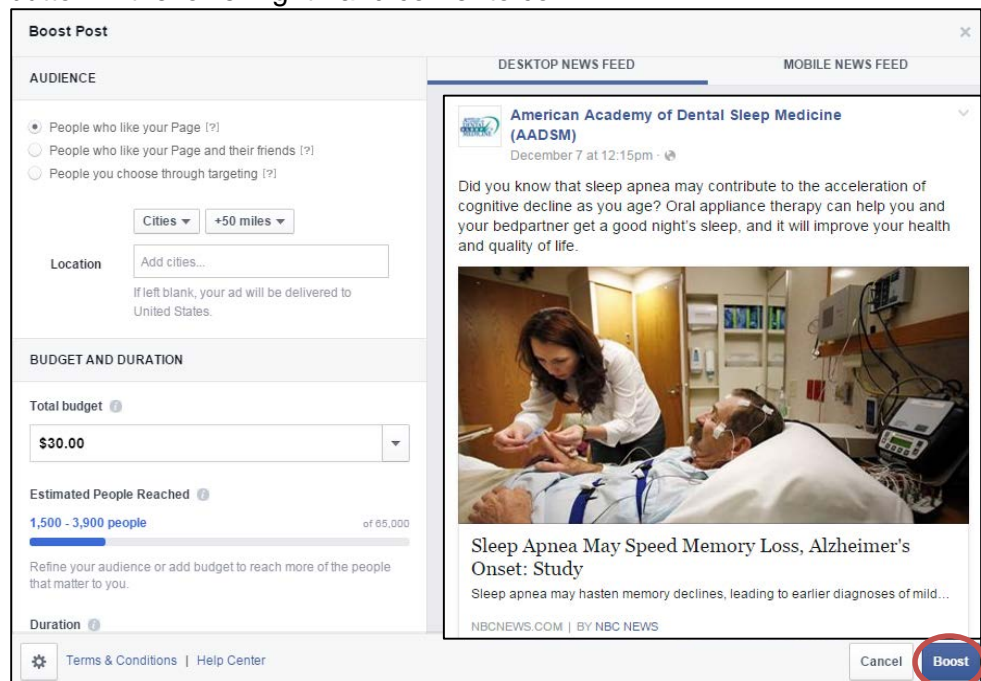 Boost Post
AUDIENCE
People who like your Page [?]
People who like your Page and their friends [?]
People you choose through targeting [?]
Cities
+50 miles
Location
Add cities...
If left blank, your ad will be delivered to
United States.
BUDGET AND DURATION
Total budget
$30.00
Estimated People Reached
1,500 - 3,900 people
of 65,000
Refine your audience or add budget to reach more of the people
that matter to you.
Duration
Terms & Conditions | Help Center
DESKTOP NEWS FEED
MOBILE NEWS FEED
American Academy of Dental Sleep Medicine
(AADSM)
December 7 at 12:15pm ·
Did you know that sleep apnea may contribute to the acceleration of
cognitive decline as you age? Oral appliance therapy can help you and
your bedpartner get a good night's sleep, and it will improve your health
and quality of life.
Sleep Apnea May Speed Memory Loss, Alzheimer's
Onset: Study
Sleep apnea may hasten memory declines, leading to earlier diagnoses of mild...
NBCNEWS.COM | BY NBC NEWS
Cancel
Boost